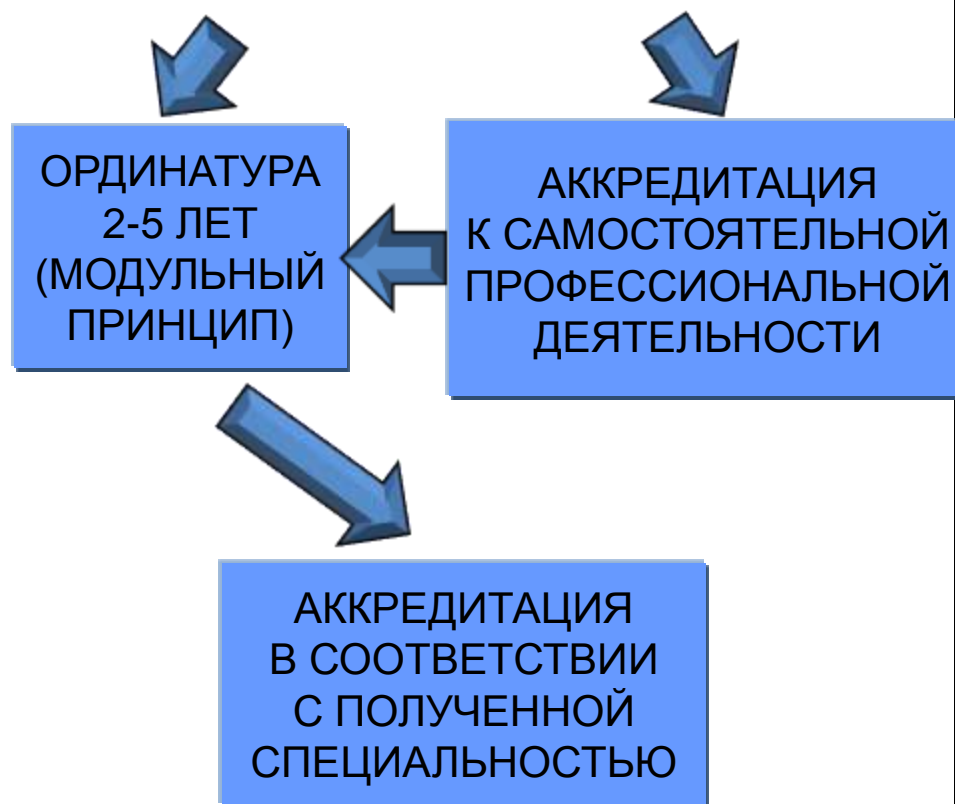 ОРДИНАТУРА
2-5 ЛЕТ
(МОДУЛЬНЫЙ
ПРИНЦИП)
АККРЕДИТАЦИЯ
К САМОСТОЯТЕЛЬНОЙ
ПРОФЕССИОНАЛЬНОЙ
ДЕЯТЕЛЬНОСТИ
АККРЕДИТАЦИЯ
В СООТВЕТСТВИИ
С ПОЛУЧЕННОЙ
СПЕЦИАЛЬНОСТЬЮ